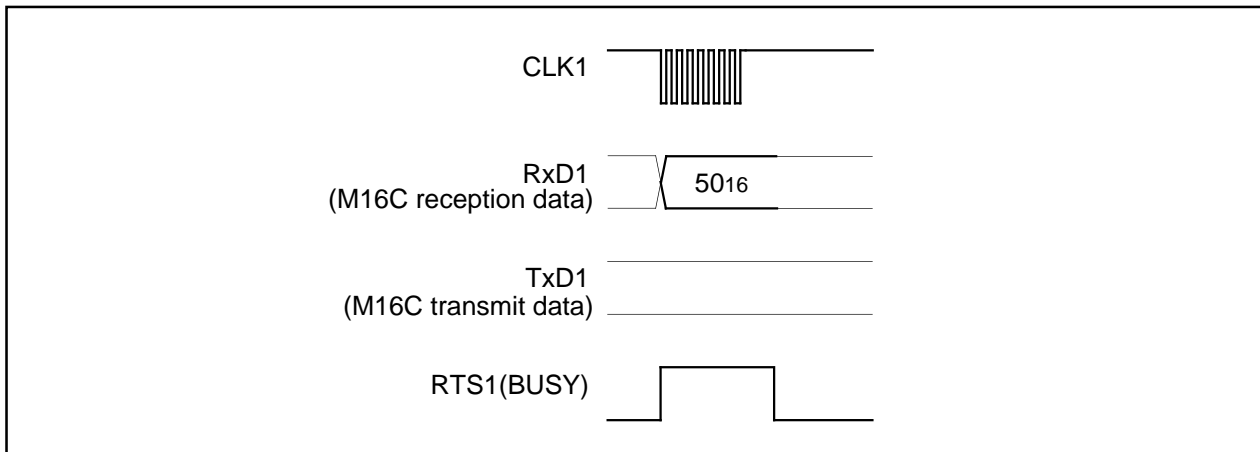 CLK1
RxD1
(M16C reception data)
5016
TxD1
(M16C transmit data)
RTS1(BUSY)